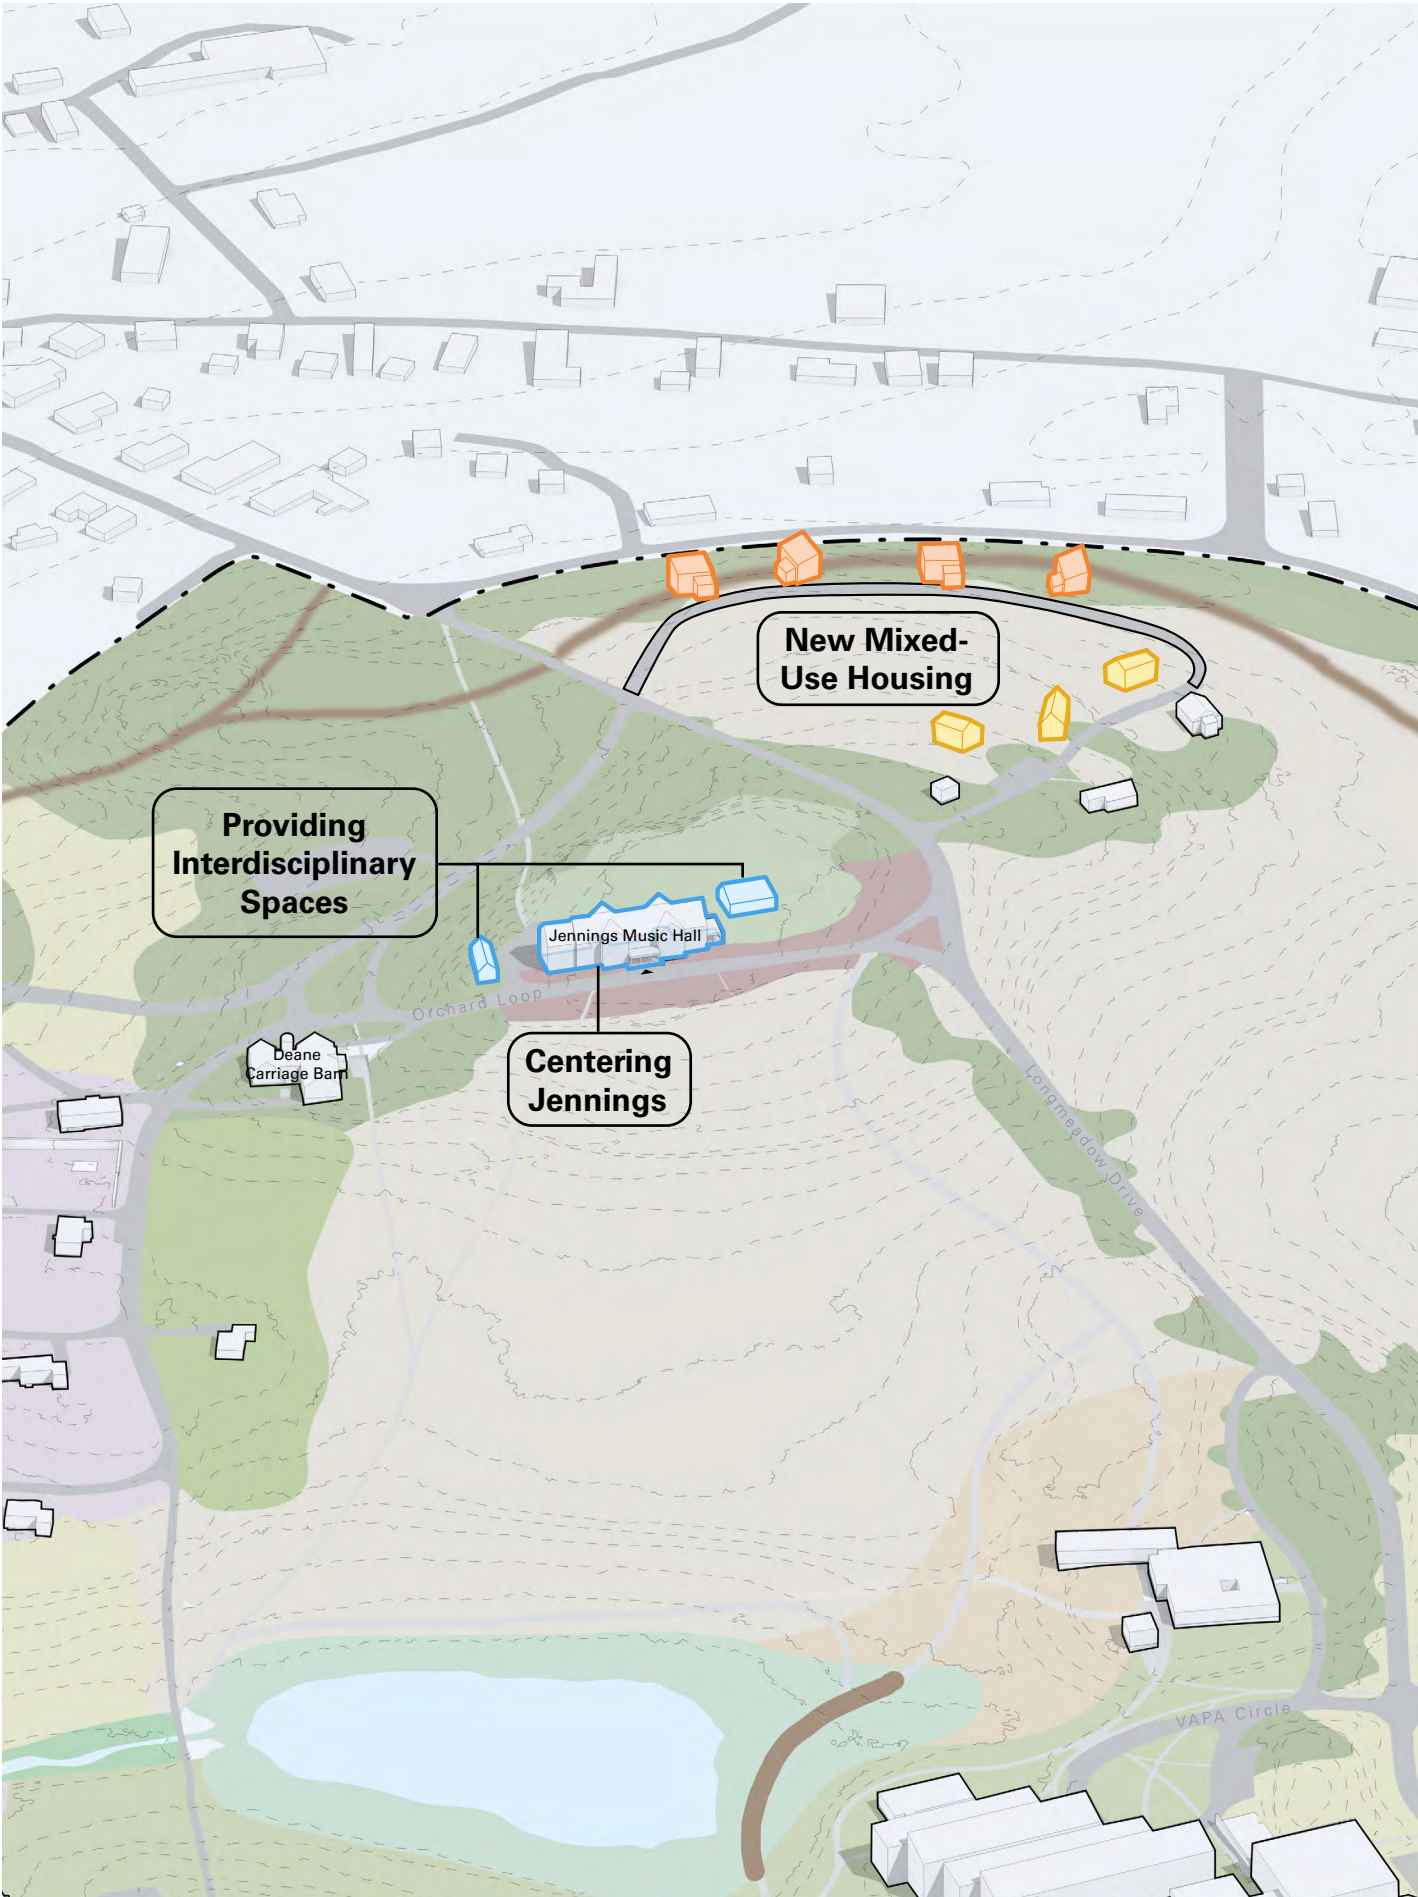 New Mixed-
Use Housing
Providing
Interdisciplinary
Spaces
Jennings Music Hall
Orchard Loop
Deane
Carriage Barn
Centering
Jennings
Longmeadow Drive
VAPA Circle